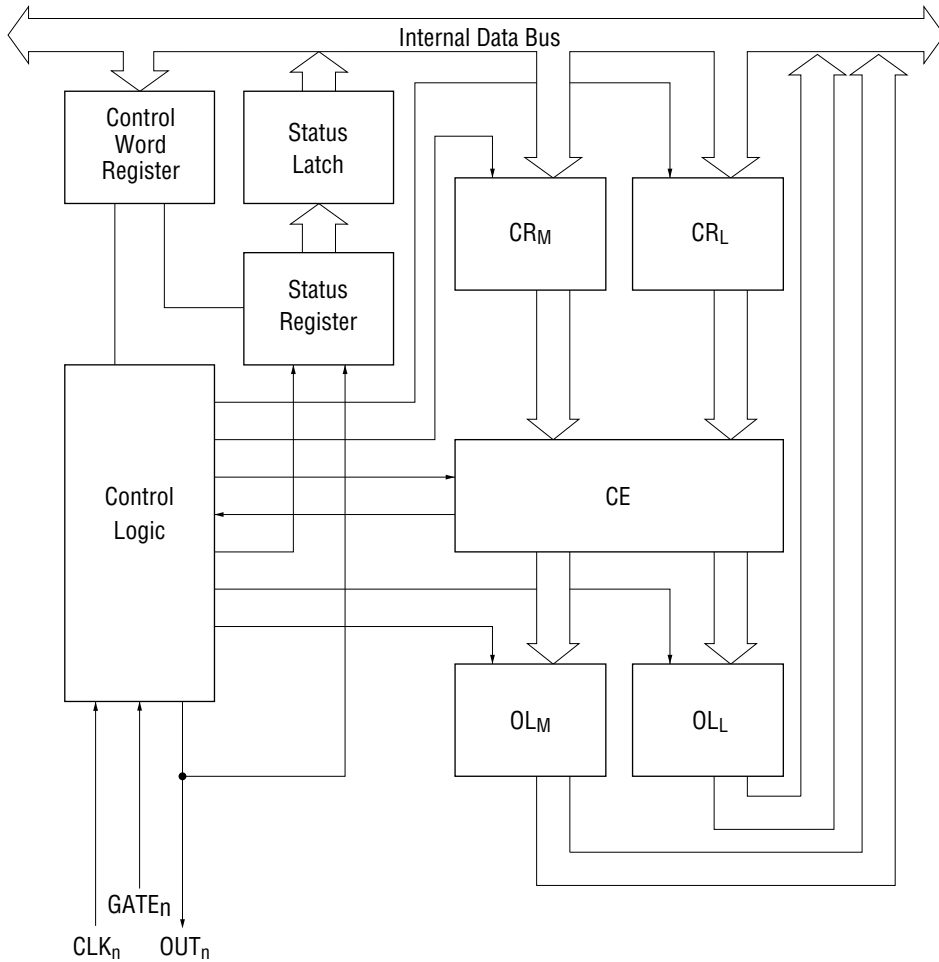 Internal Data Bus
Control
Word
Register
Status
Latch
CRM
CRL
Status
Register
Control
Logic
CE
OLM
OLL
GATEn
CLKn
OUTn